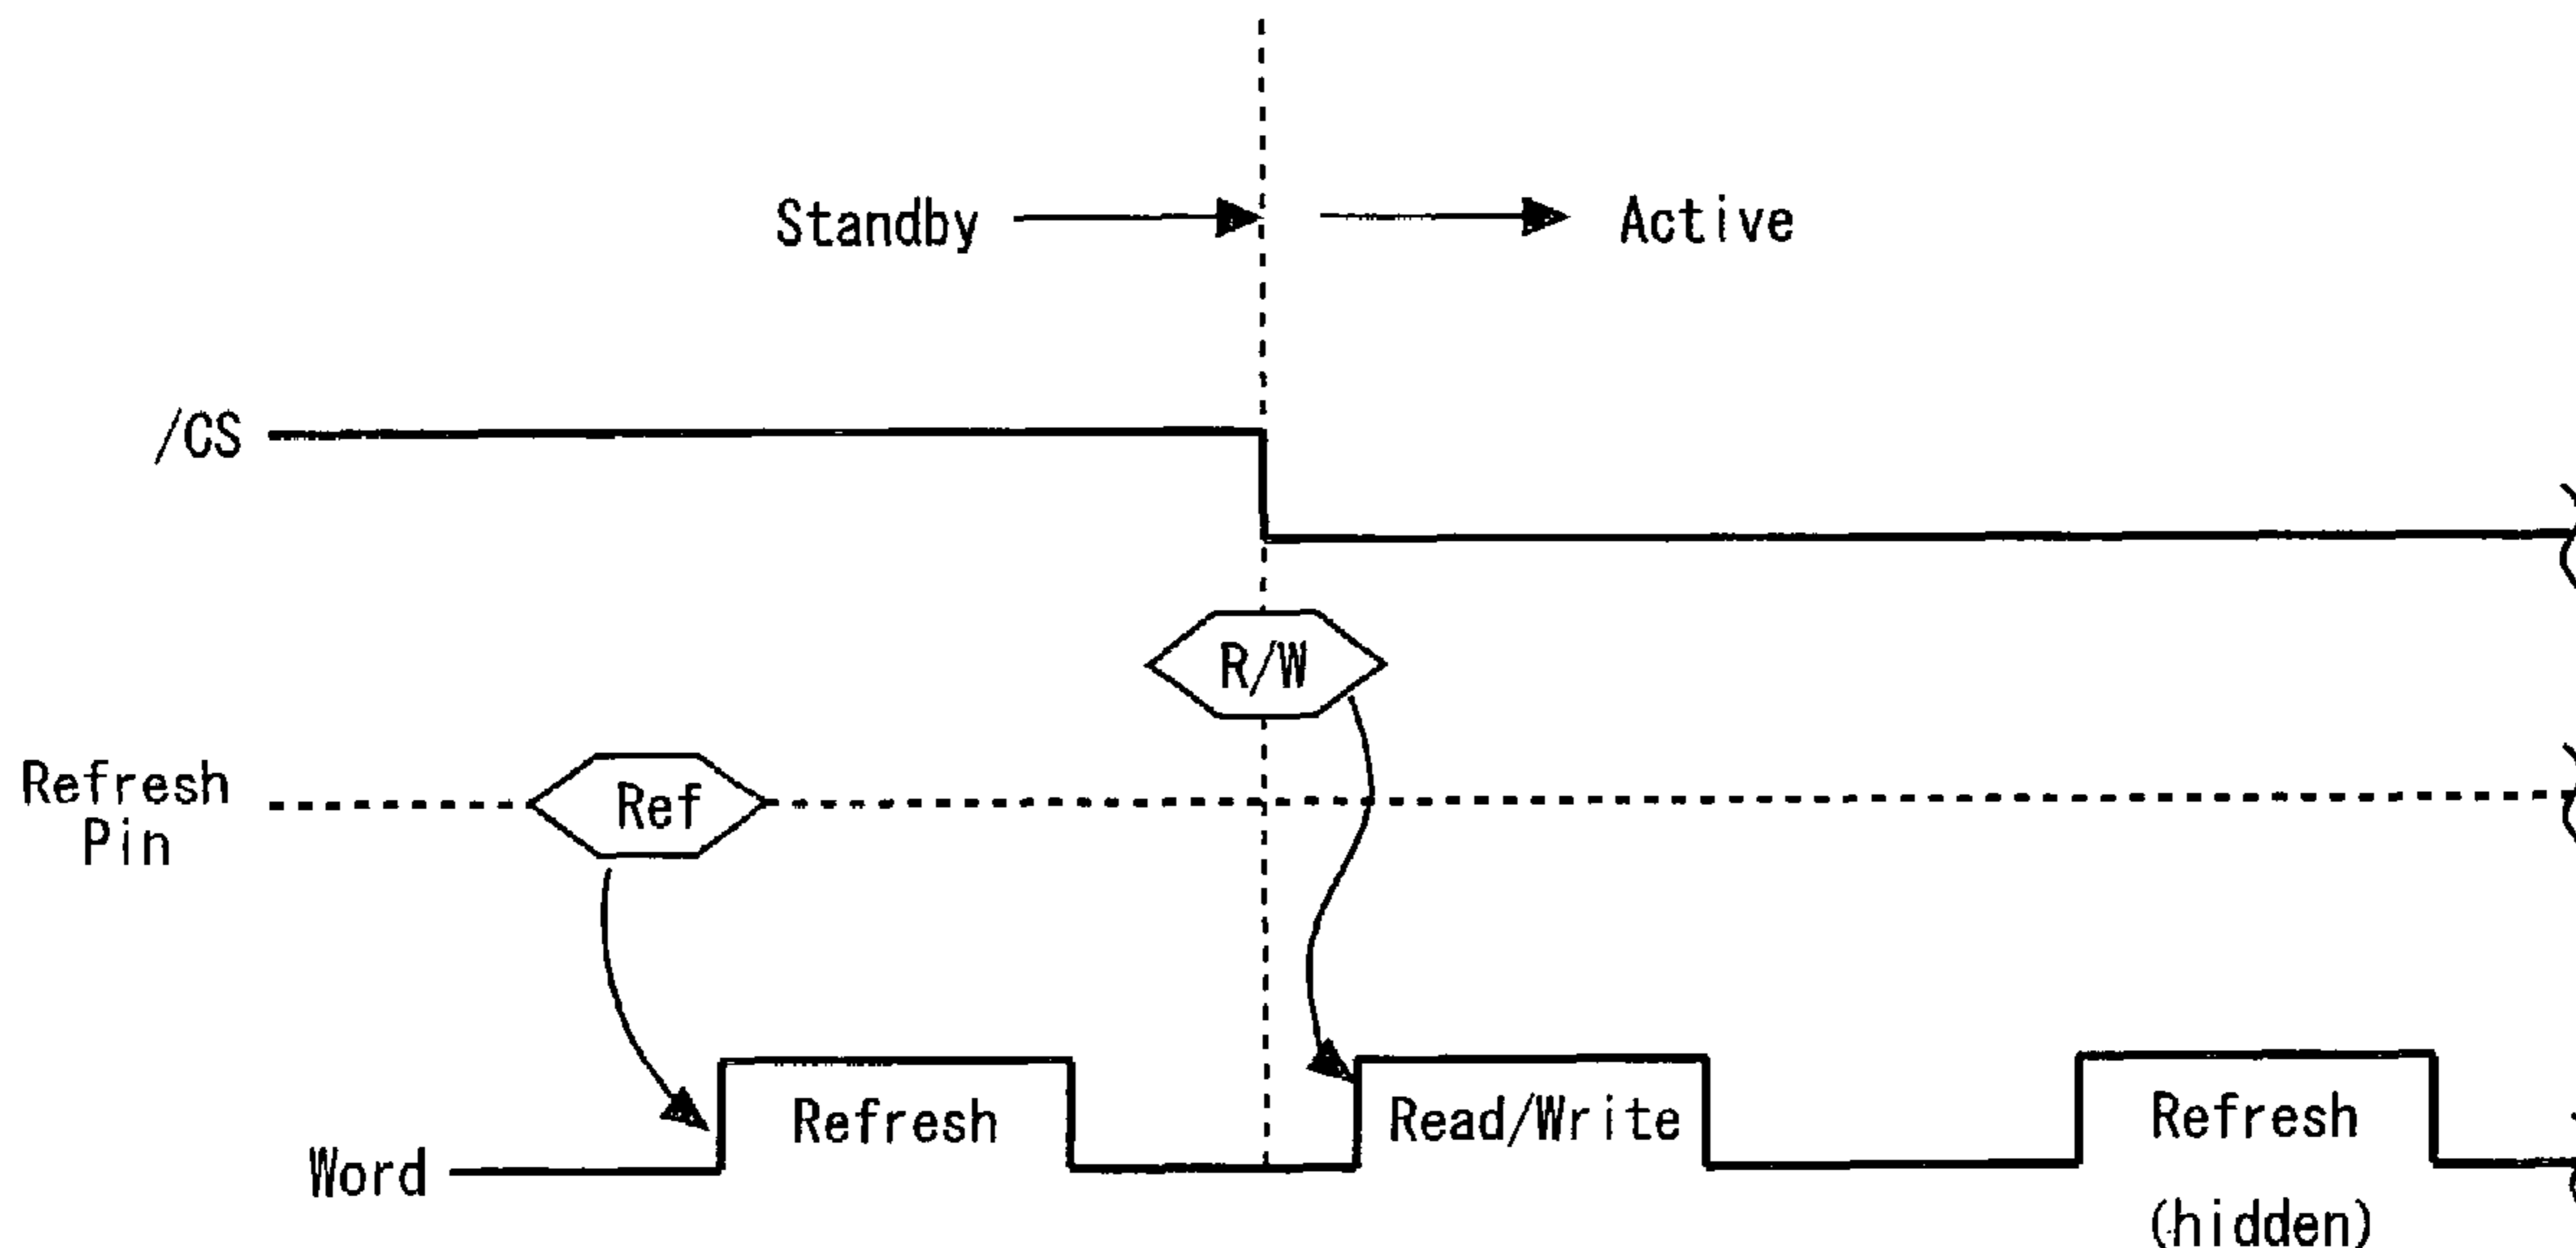 Standby
Active
/CS
R/W
Refresh
Pin
Ref
Refresh
Read/Write
Refresh
Word
(hidden)